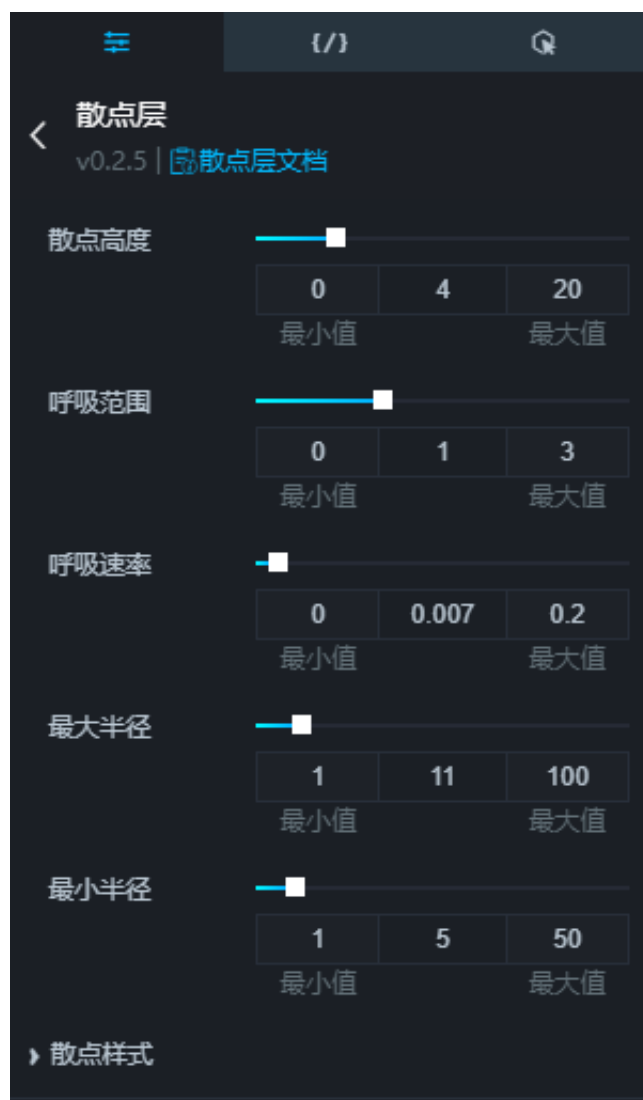 {/}
散点层
v0.2.5 | 散点层文档
散点高度
0 4 20
最小值 最大值
呼吸范围
0 1 3
最小值 最大值
呼吸速率
0 0.007 0.2
最小值 最大值
最大半径
1 11 100
最小值 最大值
最小半径
1 5 50
最小值 最大值
散点样式